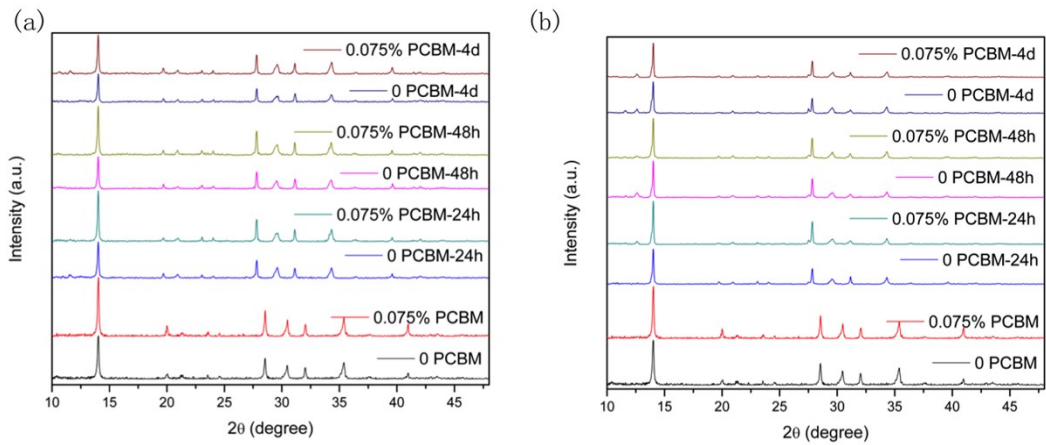 (a)
0.075% PCBM-4d
0 PCBM-4d
0.075% PCBM-48h
0 PCBM-48h
0.075% PCBM-24h
0 PCBM-24h
0.075% PCBM
0 PCBM
Intensity (a.u.)
10 15 20 25 30 35 40 45
2θ (degree)
(b)
0.075% PCBM-4d
0 PCBM-4d
0.075% PCBM-48h
0 PCBM-48h
0.075% PCBM-24h
0 PCBM-24h
0.075% PCBM
0 PCBM
Intensity (a.u.)
10 15 20 25 30 35 40 45
2θ (degree)